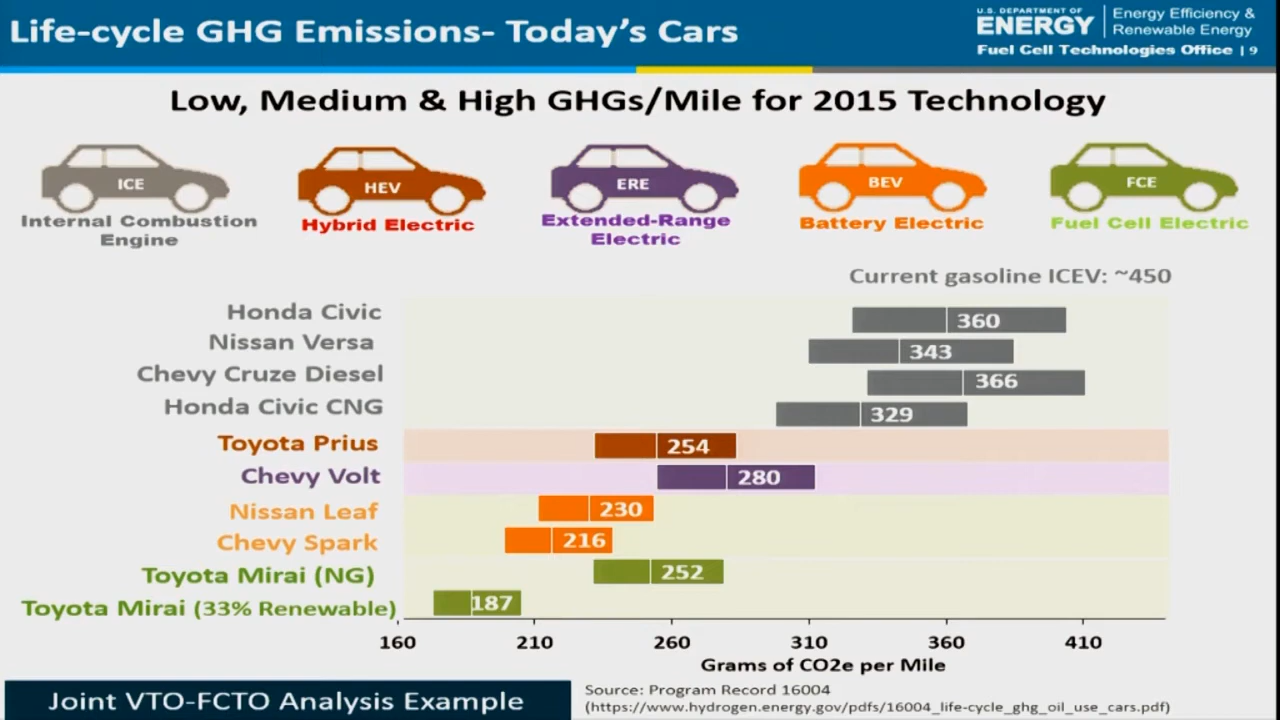 Life-cycle GHG Emissions- Today's Cars
U.S. DEPARTMENT OF
ENERGY
Energy Efficiency &
Renewable Energy
Fuel Cell Technologies Office | 9
Low, Medium & High GHGs/Mile for 2015 Technology
ICE
HEV
ERE
BEV
FCE
Internal Combustion
Engine
Hybrid Electric
Extended-Range
Electric
Battery Electric
Fuel Cell Electric
Current gasoline ICEV: ~450
Honda Civic 360
Nissan Versa 343
Chevy Cruze Diesel 366
Honda Civic CNG 329
Toyota Prius 254
Chevy Volt 280
Nissan Leaf 230
Chevy Spark 216
Toyota Mirai (NG) 252
Toyota Mirai (33% Renewable) 187
160 210 260 310 360 410
Grams of CO2e per Mile
Joint VTO-FCTO Analysis Example
Source: Program Record 16004
(https://www.hydrogen.energy.gov/pdfs/16004_life-cycle_ghg_oil_use_cars.pdf)